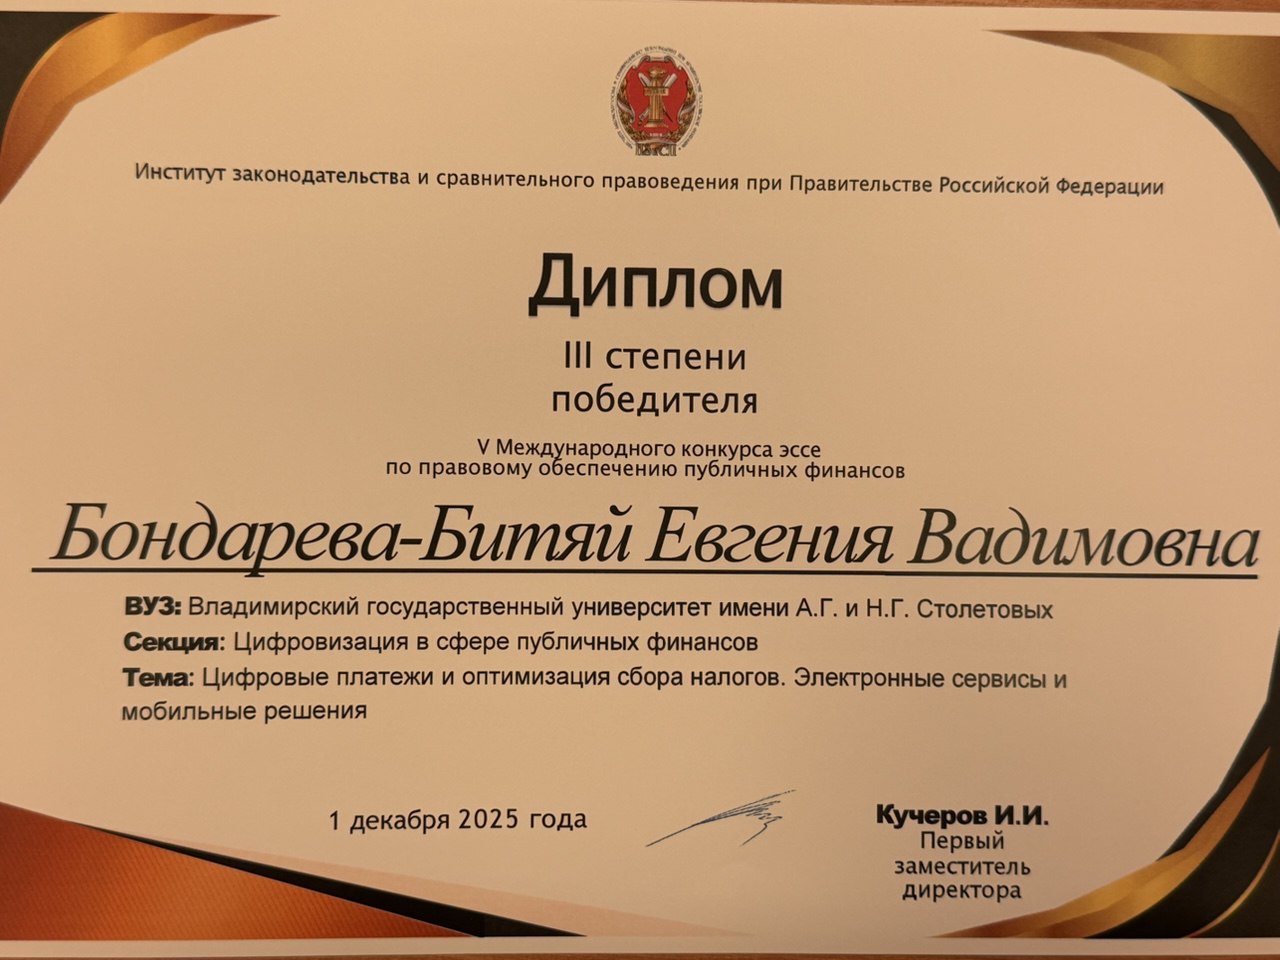 Институт законодательства и сравнительного правоведения при Правительстве Российской Федерации
Диплом
III степени
победителя
V Международного конкурса эссе
по правовому обеспечению публичных финансов
Бондарева-Битяй Евгения Вадимовна
ВУЗ: Владимирский государственный университет имени А.Г. и Н.Г. Столетовых
Секция: Цифровизация в сфере публичных финансов
Тема: Цифровые платежи и оптимизация сбора налогов. Электронные сервисы и
мобильные решения
1 декабря 2025 года
Кучеров И.И.
Первый
заместитель
директора